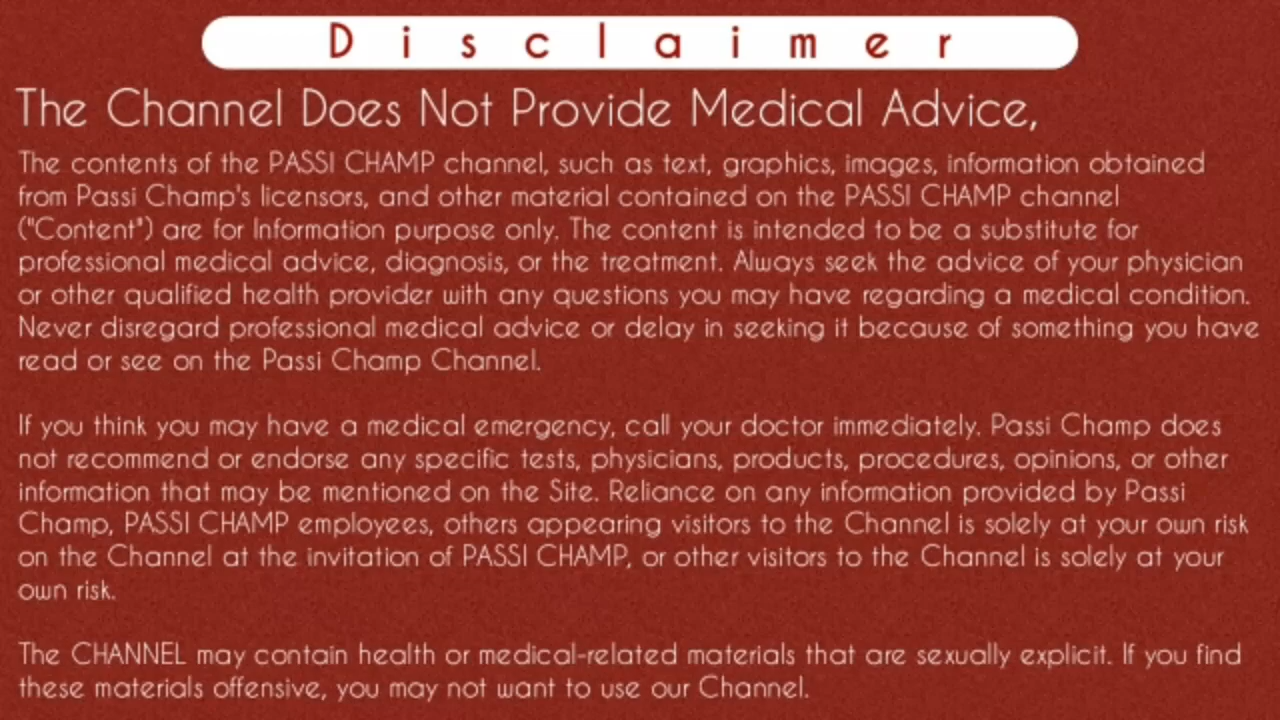 Disclaimer
The Channel Does Not Provide Medical Advice,
The contents of the PASSI CHAMP channel, such as text, graphics, images, information obtained
from Passi Champ's licensors, and other material contained on the PASSI CHAMP channel
("Content") are for Information purpose only. The content is intended to be a substitute for
professional medical advice, diagnosis, or the treatment. Always seek the advice of your physician
or other qualified health provider with any questions you may have regarding a medical condition.
Never disregard professional medical advice or delay in seeking it because of something you have
read or see on the Passi Champ Channel.
If you think you may have a medical emergency, call your doctor immediately. Passi Champ does
not recommend or endorse any specific tests, physicians, products, procedures, opinions, or other
information that may be mentioned on the Site. Reliance on any information provided by Passi
Champ, PASSI CHAMP employees, others appearing visitors to the Channel is solely at your own risk
on the Channel at the invitation of PASSI CHAMP, or other visitors to the Channel is solely at your
own risk.
The CHANNEL may contain health or medical-related materials that are sexually explicit. If you find
these materials offensive, you may not want to use our Channel.